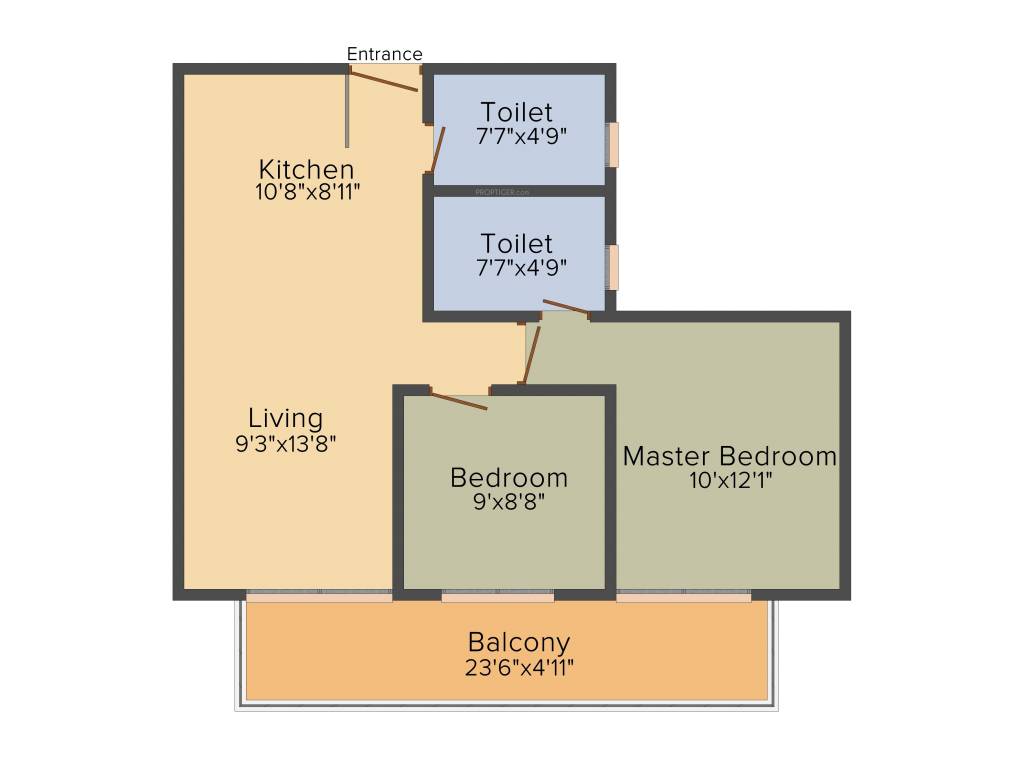 Entrance
Toilet
7'7"x4'9"
Kitchen
10'8"x8'11"
PROPTIGER.com
Toilet
7'7"x4'9"
Living
9'3"x13'8"
Bedroom
9'x8'8"
Master Bedroom
10'x12'1"
Balcony
23'6"x4'11"